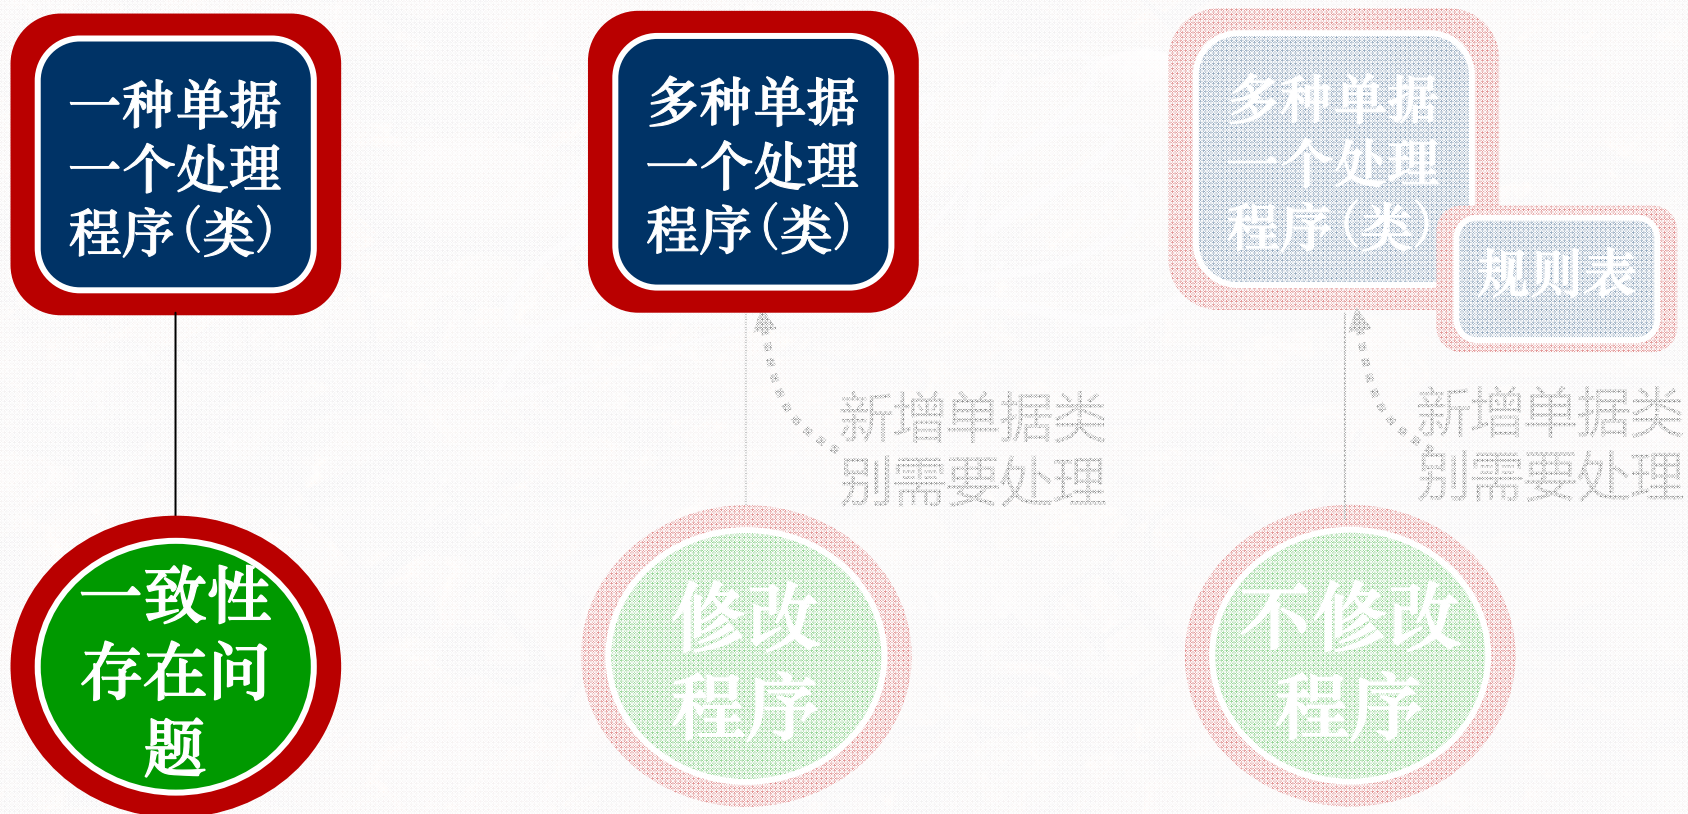 一种单据
一个处理
程序(类)
一致性
存在问
题
多种单据
一个处理
程序(类)
新增单据类
别需要处理
修改
程序
多种单据
一个处理
程序(类)
规则表
新增单据类
别需要处理
不修改
程序